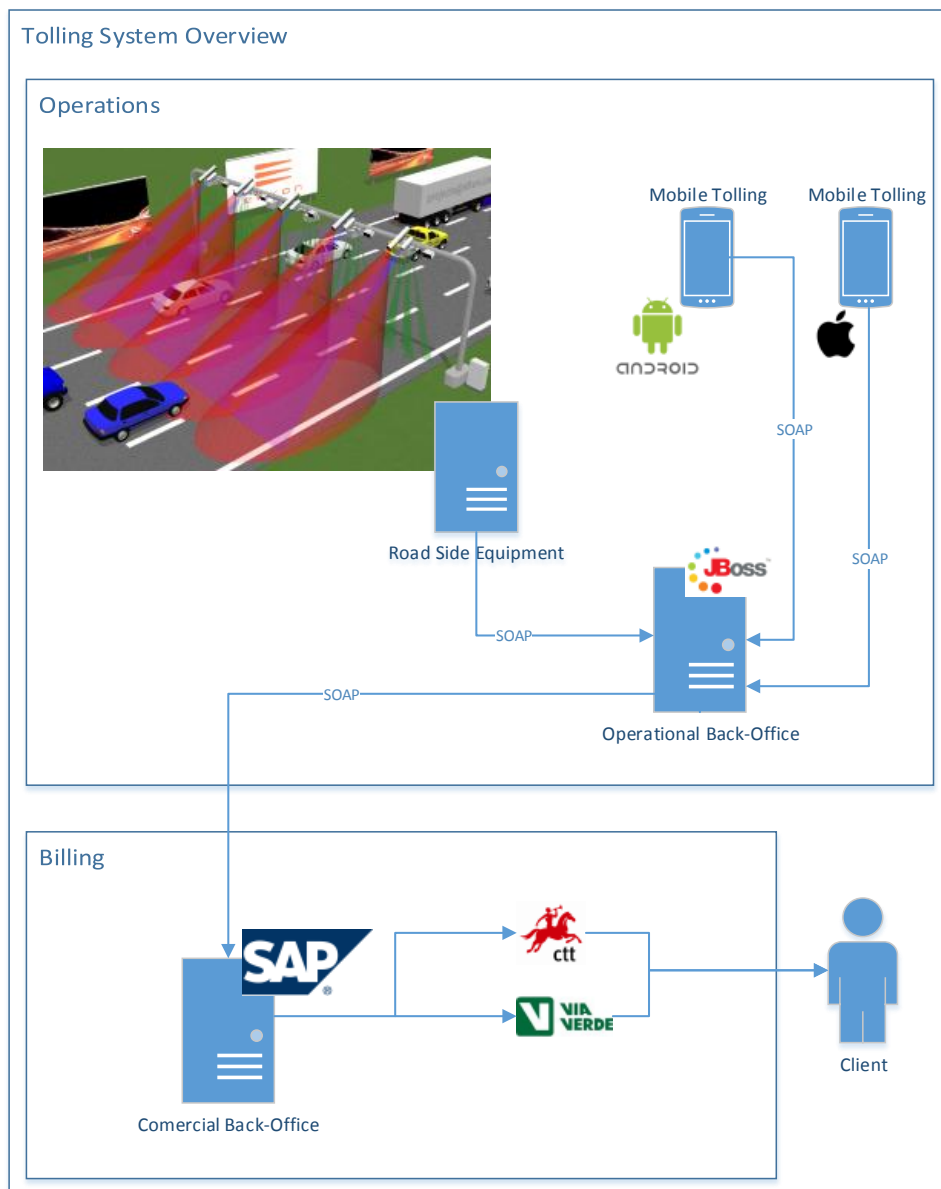 Tolling System Overview
Operations
Mobile Tolling
Mobile Tolling
ANDROID
SOAP
JBoss
Road Side Equipment
SOAP
SOAP
SOAP
Operational Back-Office
Billing
SAP
®
ctt
VIA
VERDE
Client
Comercial Back-Office